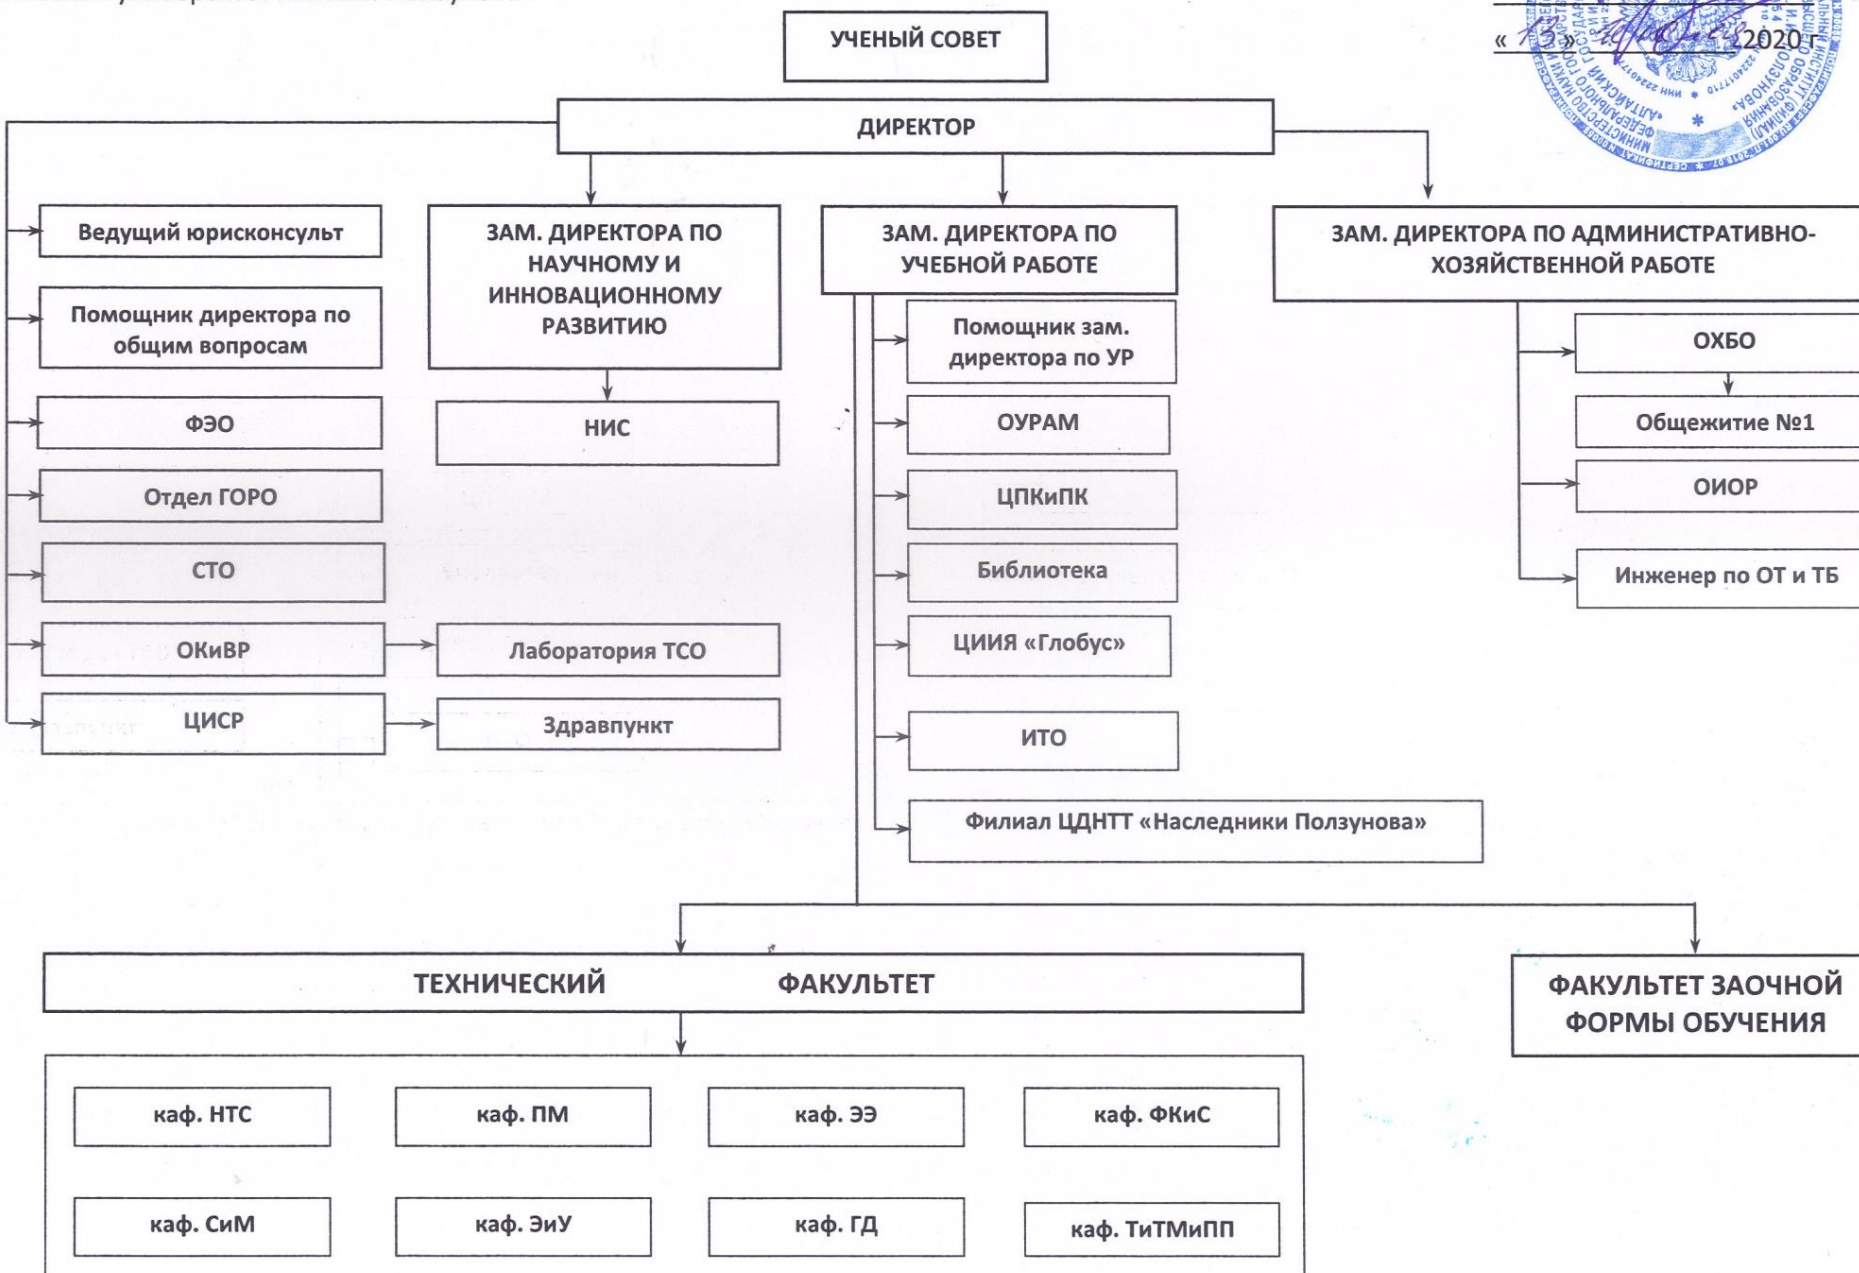 УЧЕНЫЙ СОВЕТ
« 13 » 2020 г
ДИРЕКТОР
Ведущий юрисконсульт
Помощник директора по
общим вопросам
ФЭО
Отдел ГОРО
СТО
ОКиВР
ЦИСР
ЗАМ. ДИРЕКТОРА ПО
НАУЧНОМУ И
ИННОВАЦИОННОМУ
РАЗВИТИЮ
НИС
Лаборатория ТСО
Здравпункт
ЗАМ. ДИРЕКТОРА ПО
УЧЕБНОЙ РАБОТЕ
Помощник зам.
директора по УР
ОУРАМ
ЦПКиПК
Библиотека
ЦИИЯ «Глобус»
ИТО
Филиал ЦДНТТ «Наследники Ползунова»
ЗАМ. ДИРЕКТОРА ПО АДМИНИСТРАТИВНО-
ХОЗЯЙСТВЕННОЙ РАБОТЕ
ОХБО
Общежитие №1
ОИОР
Инженер по ОТ и ТБ
ТЕХНИЧЕСКИЙ ФАКУЛЬТЕТ
ФАКУЛЬТЕТ ЗАОЧНОЙ
ФОРМЫ ОБУЧЕНИЯ
каф. НТС
каф. ПМ
каф. ЭЭ
каф. ФКиС
каф. СиМ
каф. ЭиУ
каф. ГД
каф. ТиТМиПП